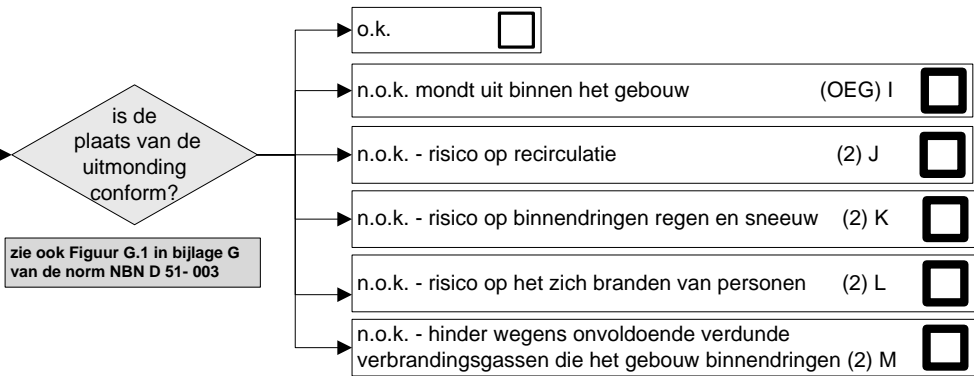 o.k.
n.o.k. mondt uit binnen het gebouw (OEG) I
is de
plaats van de
uitmonding
conform?
n.o.k. - risico op recirculatie (2) J
n.o.k. - risico op binnendringen regen en sneeuw (2) K
zie ook Figuur G.1 in bijlage G
van de norm NBN D 51- 003
n.o.k. - risico op het zich branden van personen (2) L
n.o.k. - hinder wegens onvoldoende verdunde
verbrandingsgassen die het gebouw binnendringen (2) M